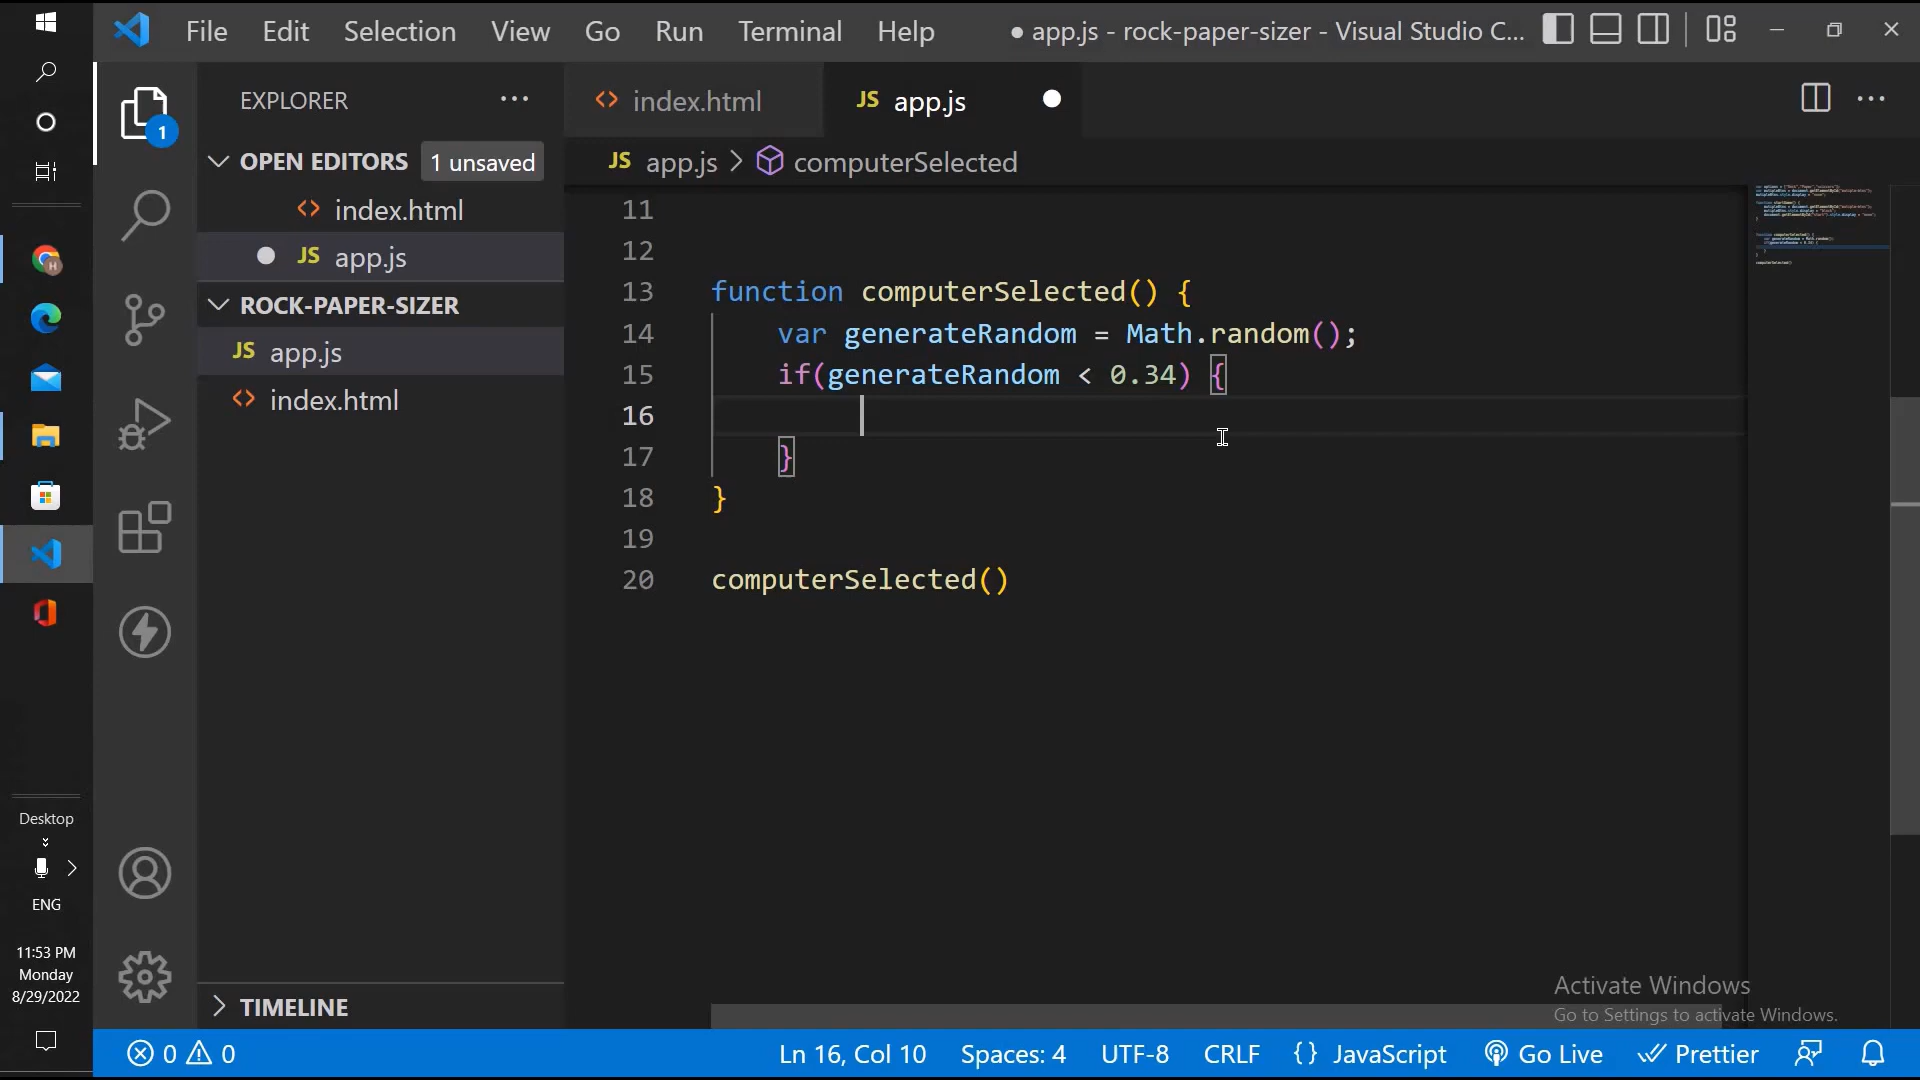 File Edit Selection View Go Run Terminal Help ● app.js - rock-paper-sizer - Visual Studio C...
EXPLORER ...
<> index.html
JS app.js
1
OPEN EDITORS 1 unsaved
JS app.js > computerSelected
<> index.html
JS app.js
ROCK-PAPER-SIZER
JS app.js
<> index.html
11
12
13 function computerSelected() {
14 var generateRandom = Math.random();
15 if(generateRandom < 0.34) {
16
17 }
18 }
19
20 computerSelected()
Desktop
ENG
11:53 PM
Monday
8/29/2022
TIMELINE
Activate Windows
Go to Settings to activate Windows.
0 0 Ln 16, Col 10 Spaces: 4 UTF-8 CRLF {} JavaScript Go Live Prettier